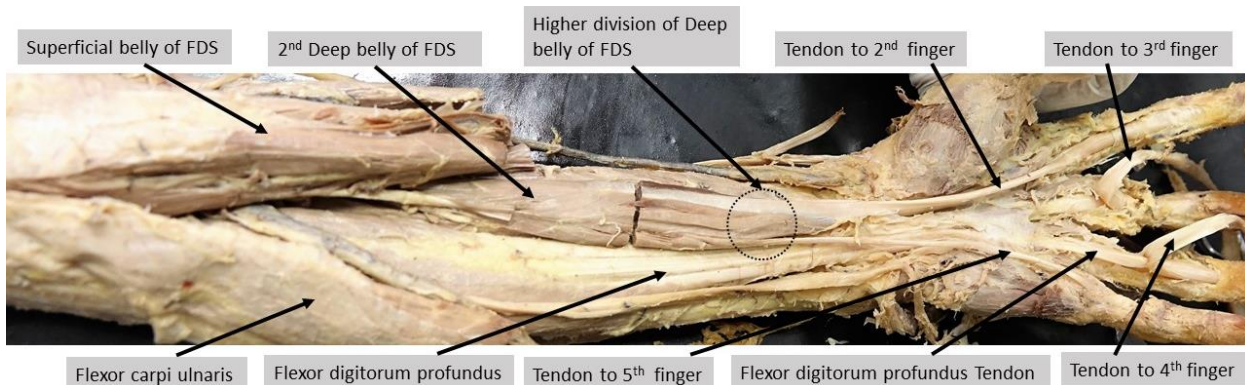 Superficial belly of FDS
2nd Deep belly of FDS
Higher division of Deep
belly of FDS
Tendon to 2nd finger
Tendon to 3rd finger
Flexor carpi ulnaris
Flexor digitorum profundus
Tendon to 5th finger
Flexor digitorum profundus Tendon
Tendon to 4th finger